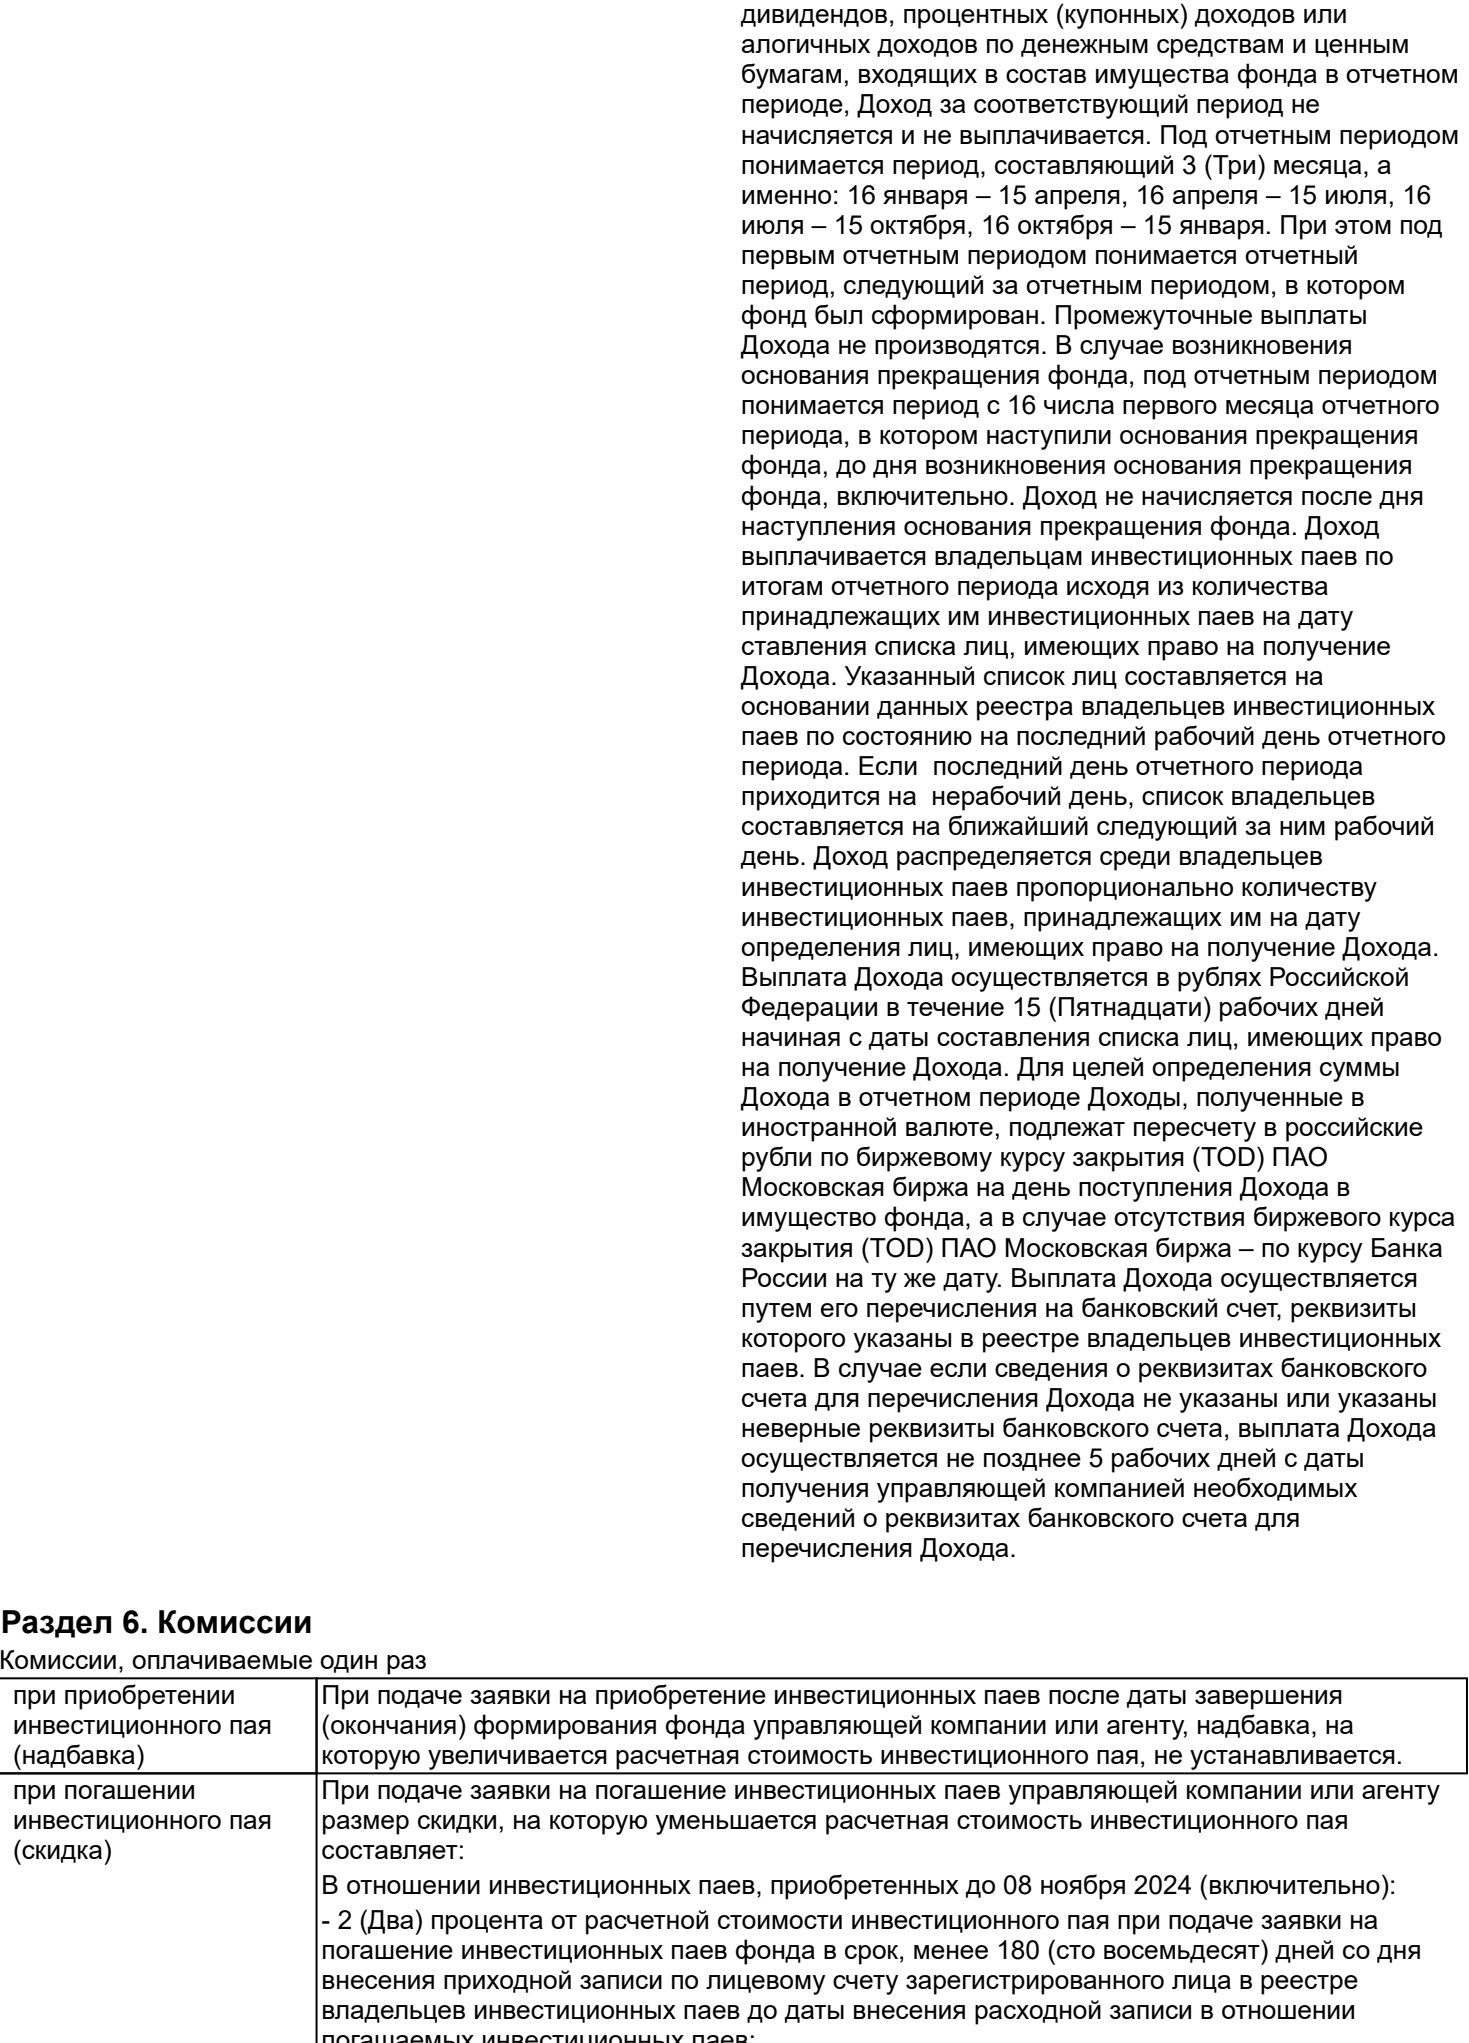 дивидендов, процентных (купонных) доходов или
алогичных доходов по денежным средствам и ценным
бумагам, входящих в состав имущества фонда в отчетном
периоде, Доход за соответствующий период не
начисляется и не выплачивается. Под отчетным периодом
понимается период, составляющий 3 (Три) месяца, а
именно: 16 января – 15 апреля, 16 апреля – 15 июля, 16
июля – 15 октября, 16 октября – 15 января. При этом под
первым отчетным периодом понимается отчетный
период, следующий за отчетным периодом, в котором
фонд был сформирован. Промежуточные выплаты
Дохода не производятся. В случае возникновения
основания прекращения фонда, под отчетным периодом
понимается период с 16 числа первого месяца отчетного
периода, в котором наступили основания прекращения
фонда, до дня возникновения основания прекращения
фонда, включительно. Доход не начисляется после дня
наступления основания прекращения фонда. Доход
выплачивается владельцам инвестиционных паев по
итогам отчетного периода исходя из количества
принадлежащих им инвестиционных паев на дату
ставления списка лиц, имеющих право на получение
Дохода. Указанный список лиц составляется на
основании данных реестра владельцев инвестиционных
паев по состоянию на последний рабочий день отчетного
периода. Если  последний день отчетного периода
приходится на  нерабочий день, список владельцев
составляется на ближайший следующий за ним рабочий
день. Доход распределяется среди владельцев
инвестиционных паев пропорционально количеству
инвестиционных паев, принадлежащих им на дату
определения лиц, имеющих право на получение Дохода.
Выплата Дохода осуществляется в рублях Российской
Федерации в течение 15 (Пятнадцати) рабочих дней
начиная с даты составления списка лиц, имеющих право
на получение Дохода. Для целей определения суммы
Дохода в отчетном периоде Доходы, полученные в
иностранной валюте, подлежат пересчету в российские
рубли по биржевому курсу закрытия (TOD) ПАО
Московская биржа на день поступления Дохода в
имущество фонда, а в случае отсутствия биржевого курса
закрытия (TOD) ПАО Московская биржа – по курсу Банка
России на ту же дату. Выплата Дохода осуществляется
путем его перечисления на банковский счет, реквизиты
которого указаны в реестре владельцев инвестиционных
паев. В случае если сведения о реквизитах банковского
счета для перечисления Дохода не указаны или указаны
неверные реквизиты банковского счета, выплата Дохода
осуществляется не позднее 5 рабочих дней с даты
получения управляющей компанией необходимых
сведений о реквизитах банковского счета для
перечисления Дохода.
Раздел 6. Комиссии
Комиссии, оплачиваемые один раз
при приобретении
инвестиционного пая
(надбавка)
При подаче заявки на приобретение инвестиционных паев после даты завершения
(окончания) формирования фонда управляющей компании или агенту, надбавка, на
которую увеличивается расчетная стоимость инвестиционного пая, не устанавливается.
при погашении
инвестиционного пая
(скидка)
При подаче заявки на погашение инвестиционных паев управляющей компании или агенту
размер скидки, на которую уменьшается расчетная стоимость инвестиционного пая
составляет:
В отношении инвестиционных паев, приобретенных до 08 ноября 2024 (включительно):
- 2 (Два) процента от расчетной стоимости инвестиционного пая при подаче заявки на
погашение инвестиционных паев фонда в срок, менее 180 (сто восемьдесят) дней со дня
внесения приходной записи по лицевому счету зарегистрированного лица в реестре
владельцев инвестиционных паев до даты внесения расходной записи в отношении
погашаемых инвестиционных паев;